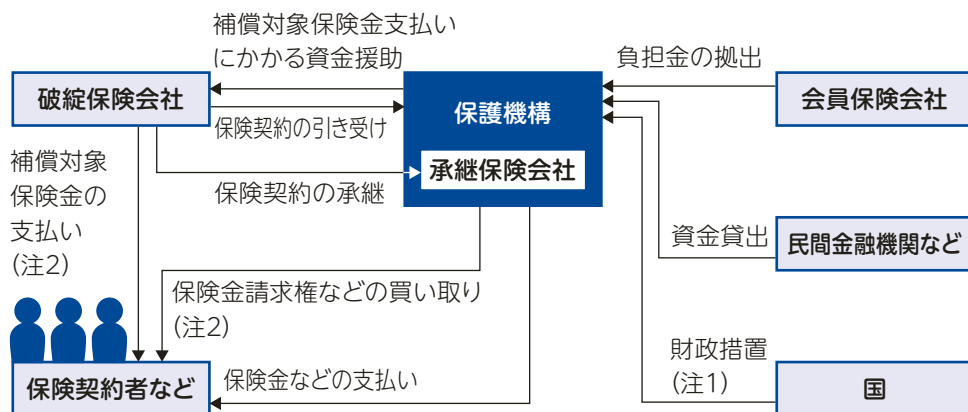 補償対象保険金支払い
にかかる資金援助
負担金の拠出
破綻保険会社
保護機構
会員保険会社
保険契約の引き受け
補償対象
保険金の
支払い
(注2)
承継保険会社
保険契約の承継
資金貸出
民間金融機関など
保険金請求権などの買い取り
(注2)
財政措置
(注1)
保険契約者など
保険金などの支払い
国